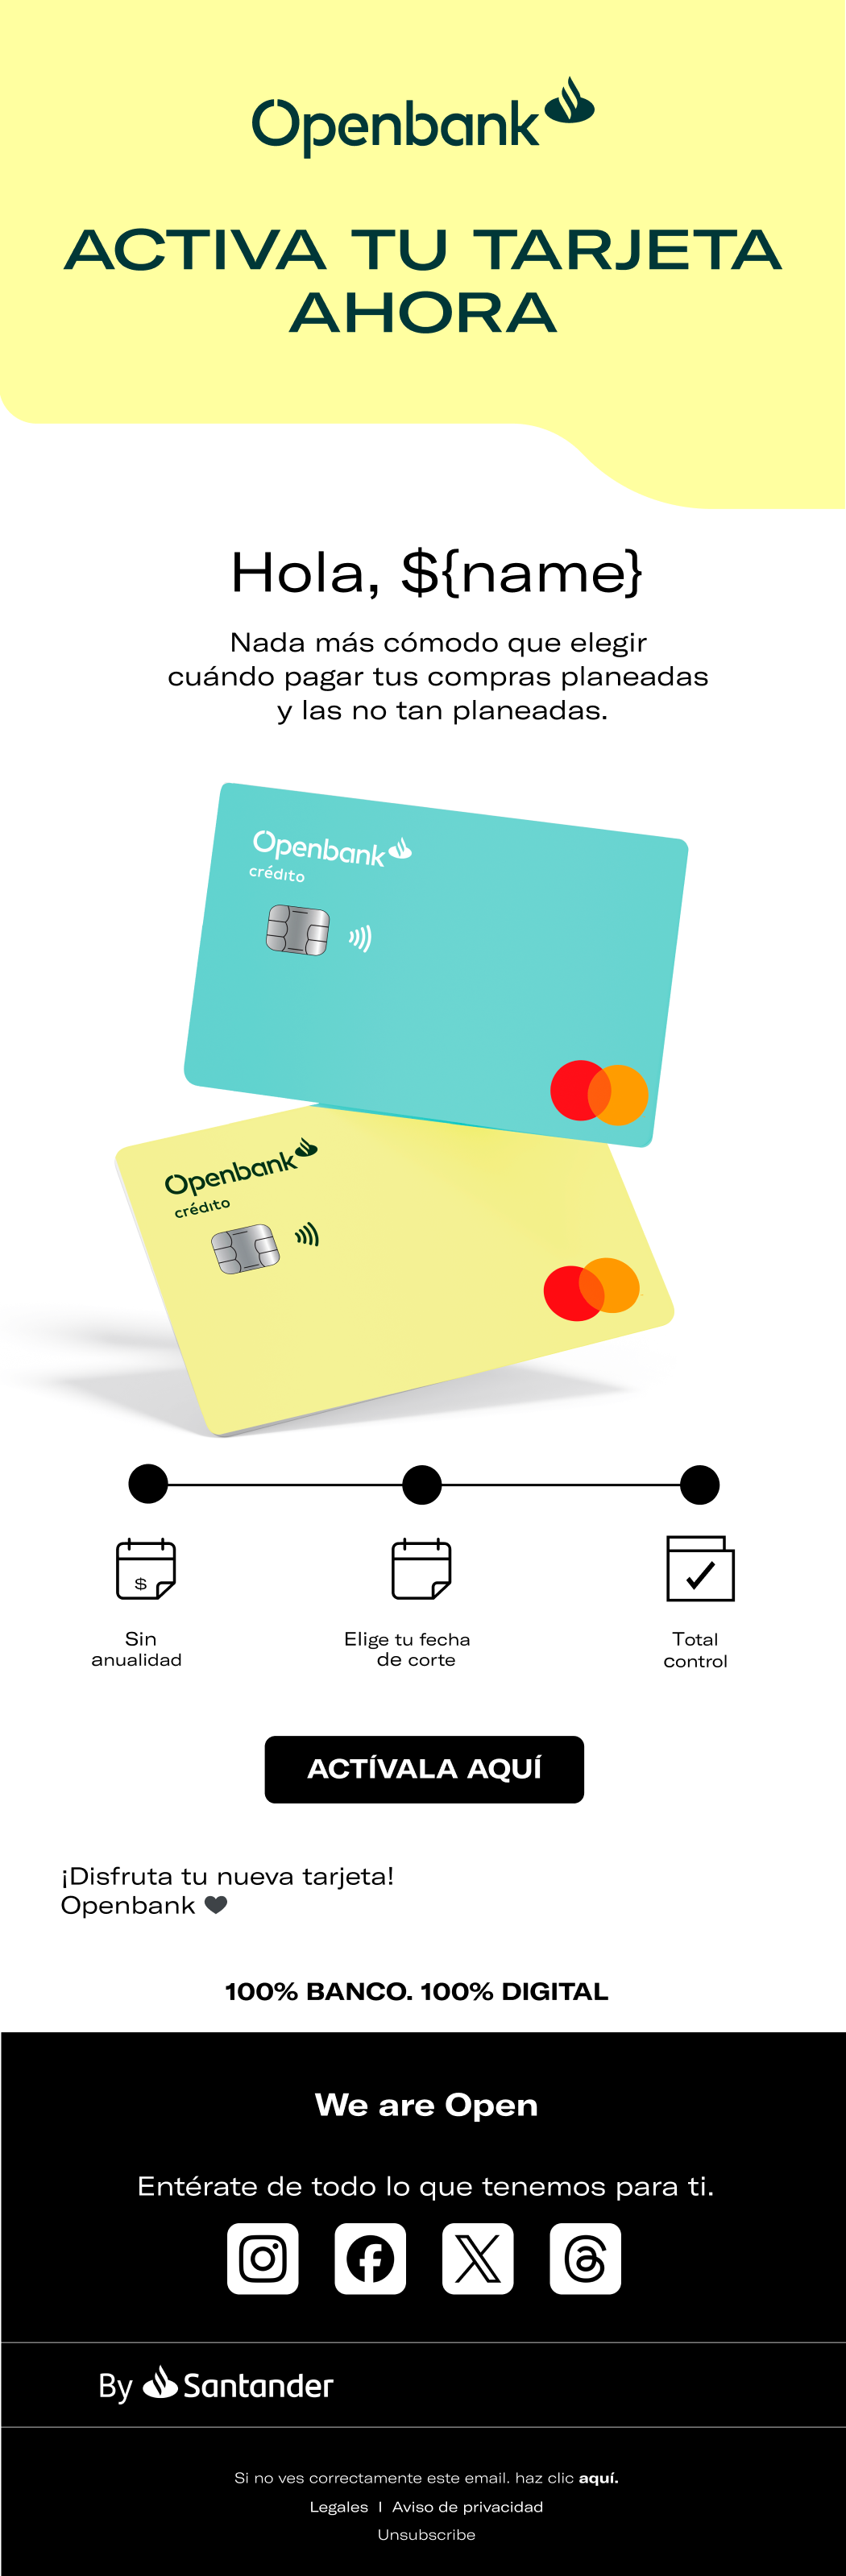 Openbank
ACTIVA TU TARJETA
AHORA
Hola, ${name}
Nada más cómodo que elegir
cuándo pagar tus compras planeadas
y las no tan planeadas.
Openbank
crédito
Openbank
crédito
$
Sin
anualidad
Elige tu fecha
de corte
Total
control
ACTÍVALA AQUÍ
¡Disfruta tu nueva tarjeta!
Openbank 🖤
100% BANCO. 100% DIGITAL
We are Open
Entérate de todo lo que tenemos para ti.
By Santander
Si no ves correctamente este email. haz clic aquí.
Legales | Aviso de privacidad
Unsubscribe